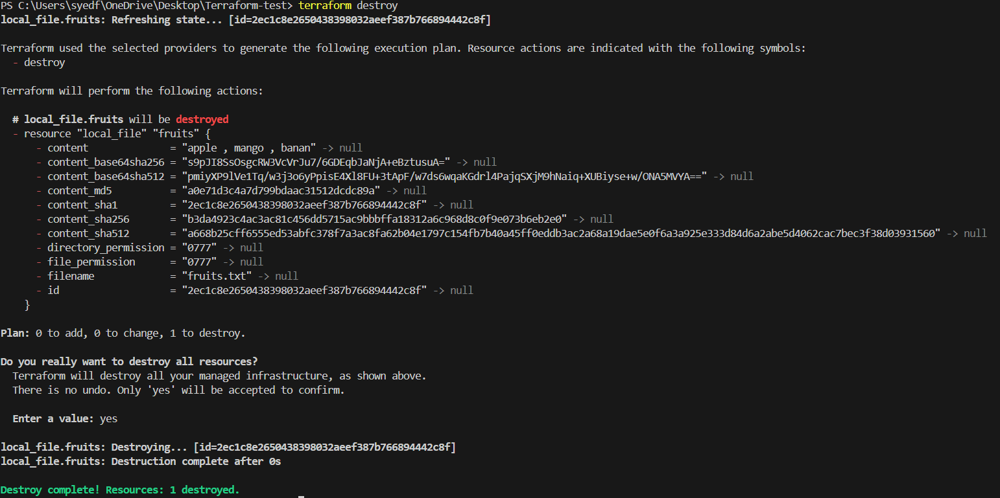 PS C:\Users\syedf\OneDrive\Desktop\Terraform-test> terraform destroy
local_file.fruits: Refreshing state... [id=2ec1c8e2650438398032aeef387b766894442c8f]
Terraform used the selected providers to generate the following execution plan. Resource actions are indicated with the following symbols:
- destroy
Terraform will perform the following actions:
# local_file.fruits will be destroyed
- resource "local_file" "fruits" {
- content = "apple , mango , banan" -> null
- content_base64sha256 = "s9pJI8SsOsgcRW3VcVrJu7/6GDEqbJaNjA+eBztusuA=" -> null
- content_base64sha512 = "pmiyXP9lVe1Tq/w3j3o6yPpisE4Xl8FU+3tApF/w7ds6wqaKGdrl4PajqSXjM9hNaiq+XUBiyse+w/ONA5MVYA==" -> null
- content_md5 = "a0e71d3c4a7d799bdaac31512dcdc89a" -> null
- content_sha1 = "2ec1c8e2650438398032aeef387b766894442c8f" -> null
- content_sha256 = "b3da4923c4ac3ac81c456dd5715ac9bbbffa18312a6c968d8c0f9e073b6eb2e0" -> null
- content_sha512 = "a668b25cff6555ed53abfc378f7a3ac8fa62b04e1797c154fb7b40a45ff0eddb3ac2a68a19dae5e0f6a3a925e333d84d6a2abe5d4062cac7bec3f38d03931560" -> null
- directory_permission = "0777" -> null
- file_permission = "0777" -> null
- filename = "fruits.txt" -> null
- id = "2ec1c8e2650438398032aeef387b766894442c8f" -> null
}
Plan: 0 to add, 0 to change, 1 to destroy.
Do you really want to destroy all resources?
Terraform will destroy all your managed infrastructure, as shown above.
There is no undo. Only 'yes' will be accepted to confirm.
Enter a value: yes
local_file.fruits: Destroying... [id=2ec1c8e2650438398032aeef387b766894442c8f]
local_file.fruits: Destruction complete after 0s
Destroy complete! Resources: 1 destroyed.